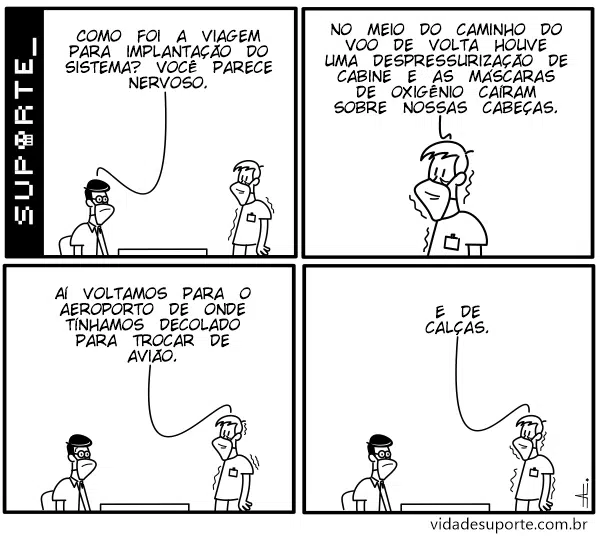 SUPORTE_
COMO FOI A VIAGEM
PARA IMPLANTAÇÃO DO
SISTEMA? VOCÊ PARECE
NERVOSO.
NO MEIO DO CAMINHO DO
VOO DE VOLTA HOUVE
UMA DESPRESSURIZAÇÃO DE
CABINE E AS MÁSCARAS
DE OXIGÊNIO CAÍRAM
SOBRE NOSSAS CABEÇAS.
AÍ VOLTAMOS PARA O
AEROPORTO DE ONDE
TÍNHAMOS DECOLADO
PARA TROCAR DE
AVIÃO.
E DE
CALÇAS.
vidadesuporte.com.br